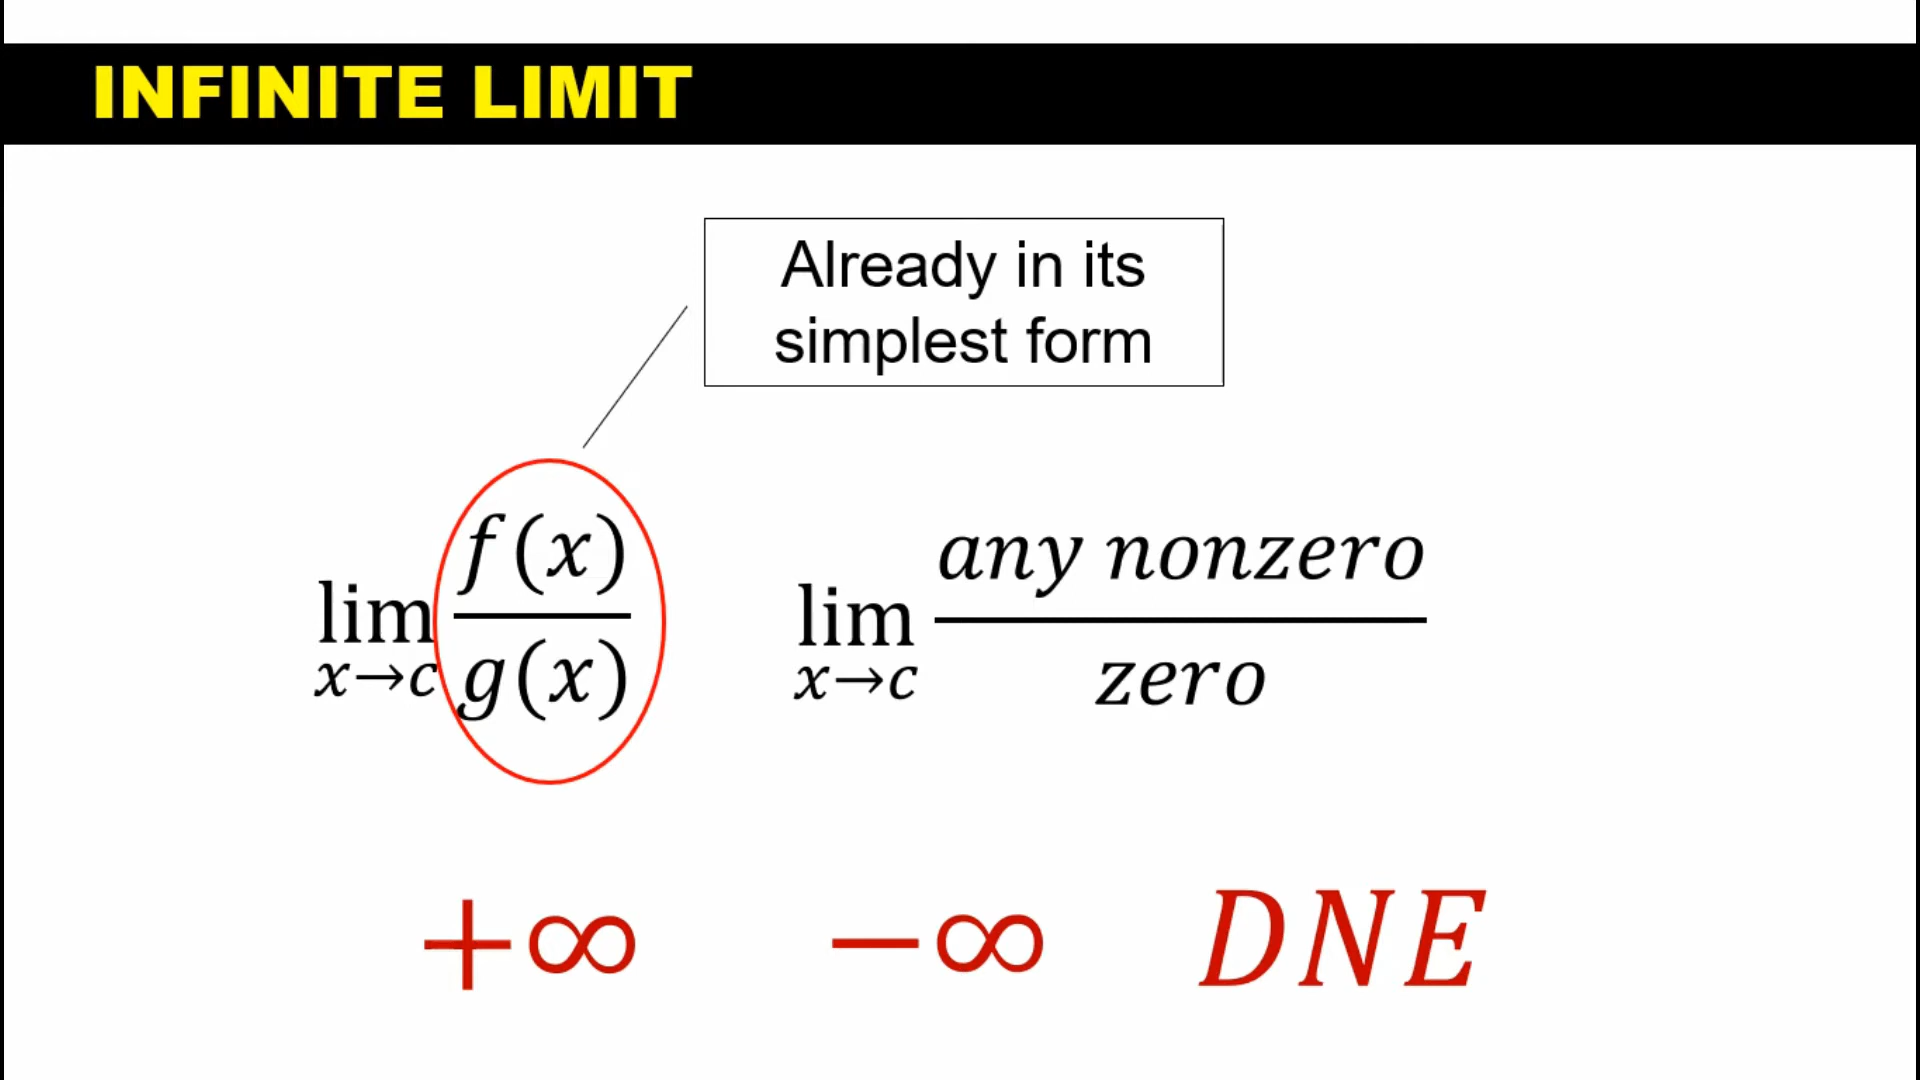 INFINITE LIMIT
Already in its
simplest form
lim x→c f(x)/g(x)
lim x→c any nonzero/zero
+∞ −∞ DNE